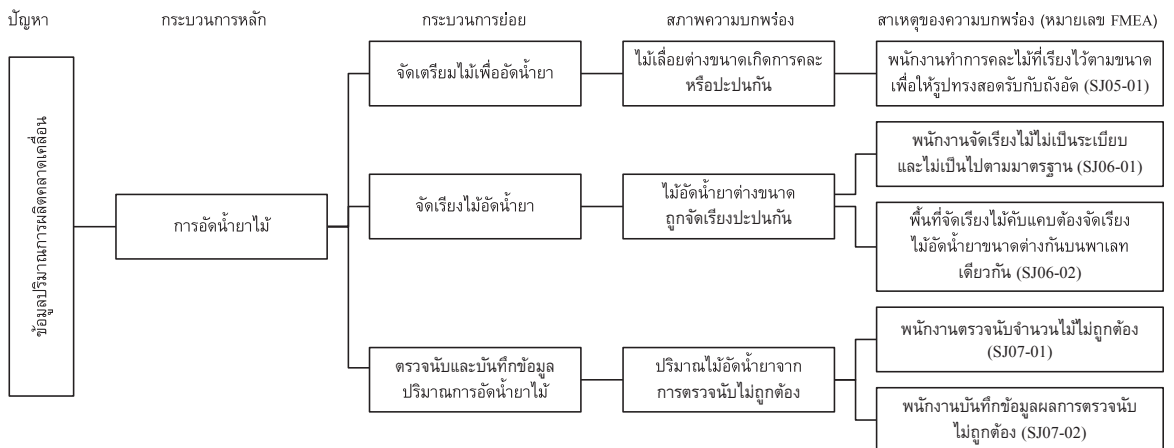 ปัญหา
กระบวนการหลัก
กระบวนการย่อย
สภาพความบกพร่อง
สาเหตุของความบกพร่อง (หมายเลข FMEA)
ข้อมูลปริมาณการผลิตคลาดเคลื่อน
การอัดน้ำยาไม้
จัดเตรียมไม้เพื่ออัดน้ำยา
ไม้เลื่อยต่างขนาดเกิดการคละ
หรือปะปนกัน
พนักงานทำการคละไม้ที่เรียงไว้ตามขนาด
เพื่อให้รูปทรงสอดรับกับถังอัด (SJ05-01)
จัดเรียงไม้อัดน้ำยา
ไม้อัดน้ำยาต่างขนาด
ถูกจัดเรียงปะปนกัน
พนักงานจัดเรียงไม้ไม่เป็นระเบียบ
และไม่เป็นไปตามมาตรฐาน (SJ06-01)
พื้นที่จัดเรียงไม้คับแคบต้องจัดเรียง
ไม้อัดน้ำยาขนาดต่างกันบนพาเลท
เดียวกัน (SJ06-02)
ตรวจนับและบันทึกข้อมูล
ปริมาณการอัดน้ำยาไม้
ปริมาณไม้อัดน้ำยาจาก
การตรวจนับไม่ถูกต้อง
พนักงานตรวจนับจำนวนไม้ไม่ถูกต้อง
(SJ07-01)
พนักงานบันทึกข้อมูลผลการตรวจนับ
ไม่ถูกต้อง (SJ07-02)